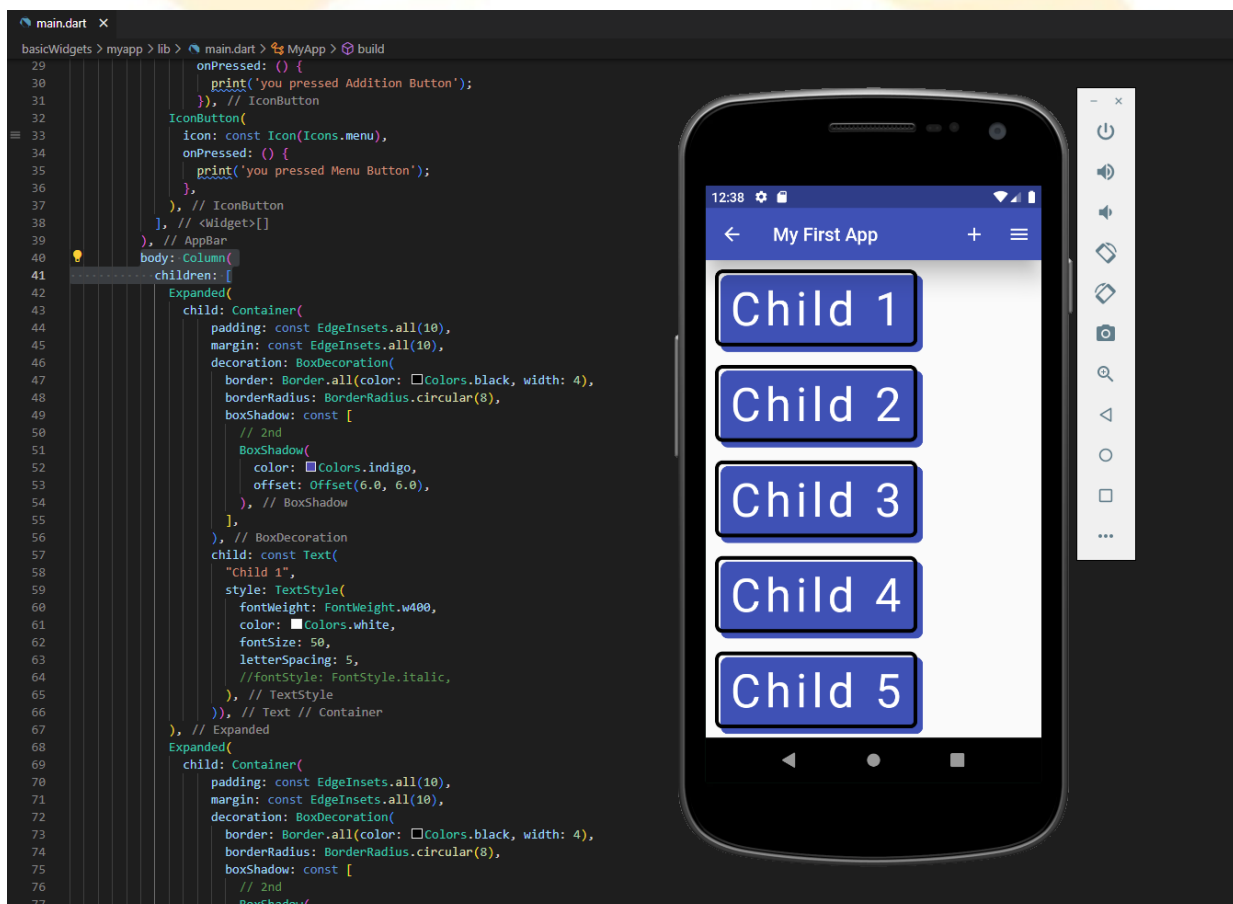 main.dart ×
basicWidgets > myapp > lib > main.dart > MyApp > build
29 onPressed: () {
30 print('you pressed Addition Button');
31 }), // IconButton
32 IconButton(
33 icon: const Icon(Icons.menu),
34 onPressed: () {
35 print('you pressed Menu Button');
36 },
37 ), // IconButton
38 ], // <Widget>[]
39 ), // AppBar
40 body: Column(
41 children: [
42 Expanded(
43 child: Container(
44 padding: const EdgeInsets.all(10),
45 margin: const EdgeInsets.all(10),
46 decoration: BoxDecoration(
47 border: Border.all(color: Colors.black, width: 4),
48 borderRadius: BorderRadius.circular(8),
49 boxShadow: const [
50 // 2nd
51 BoxShadow(
52 color: Colors.indigo,
53 offset: Offset(6.0, 6.0),
54 ), // BoxShadow
55 ],
56 ), // BoxDecoration
57 child: const Text(
58 "Child 1",
59 style: TextStyle(
60 fontWeight: FontWeight.w400,
61 color: Colors.white,
62 fontSize: 50,
63 letterSpacing: 5,
64 //fontStyle: FontStyle.italic,
65 ), // TextStyle
66 )), // Text // Container
67 ), // Expanded
68 Expanded(
69 child: Container(
70 padding: const EdgeInsets.all(10),
71 margin: const EdgeInsets.all(10),
72 decoration: BoxDecoration(
73 border: Border.all(color: Colors.black, width: 4),
74 borderRadius: BorderRadius.circular(8),
75 boxShadow: const [
76 // 2nd
77 BoxShadow(
12:38
My First App
Child 1
Child 2
Child 3
Child 4
Child 5